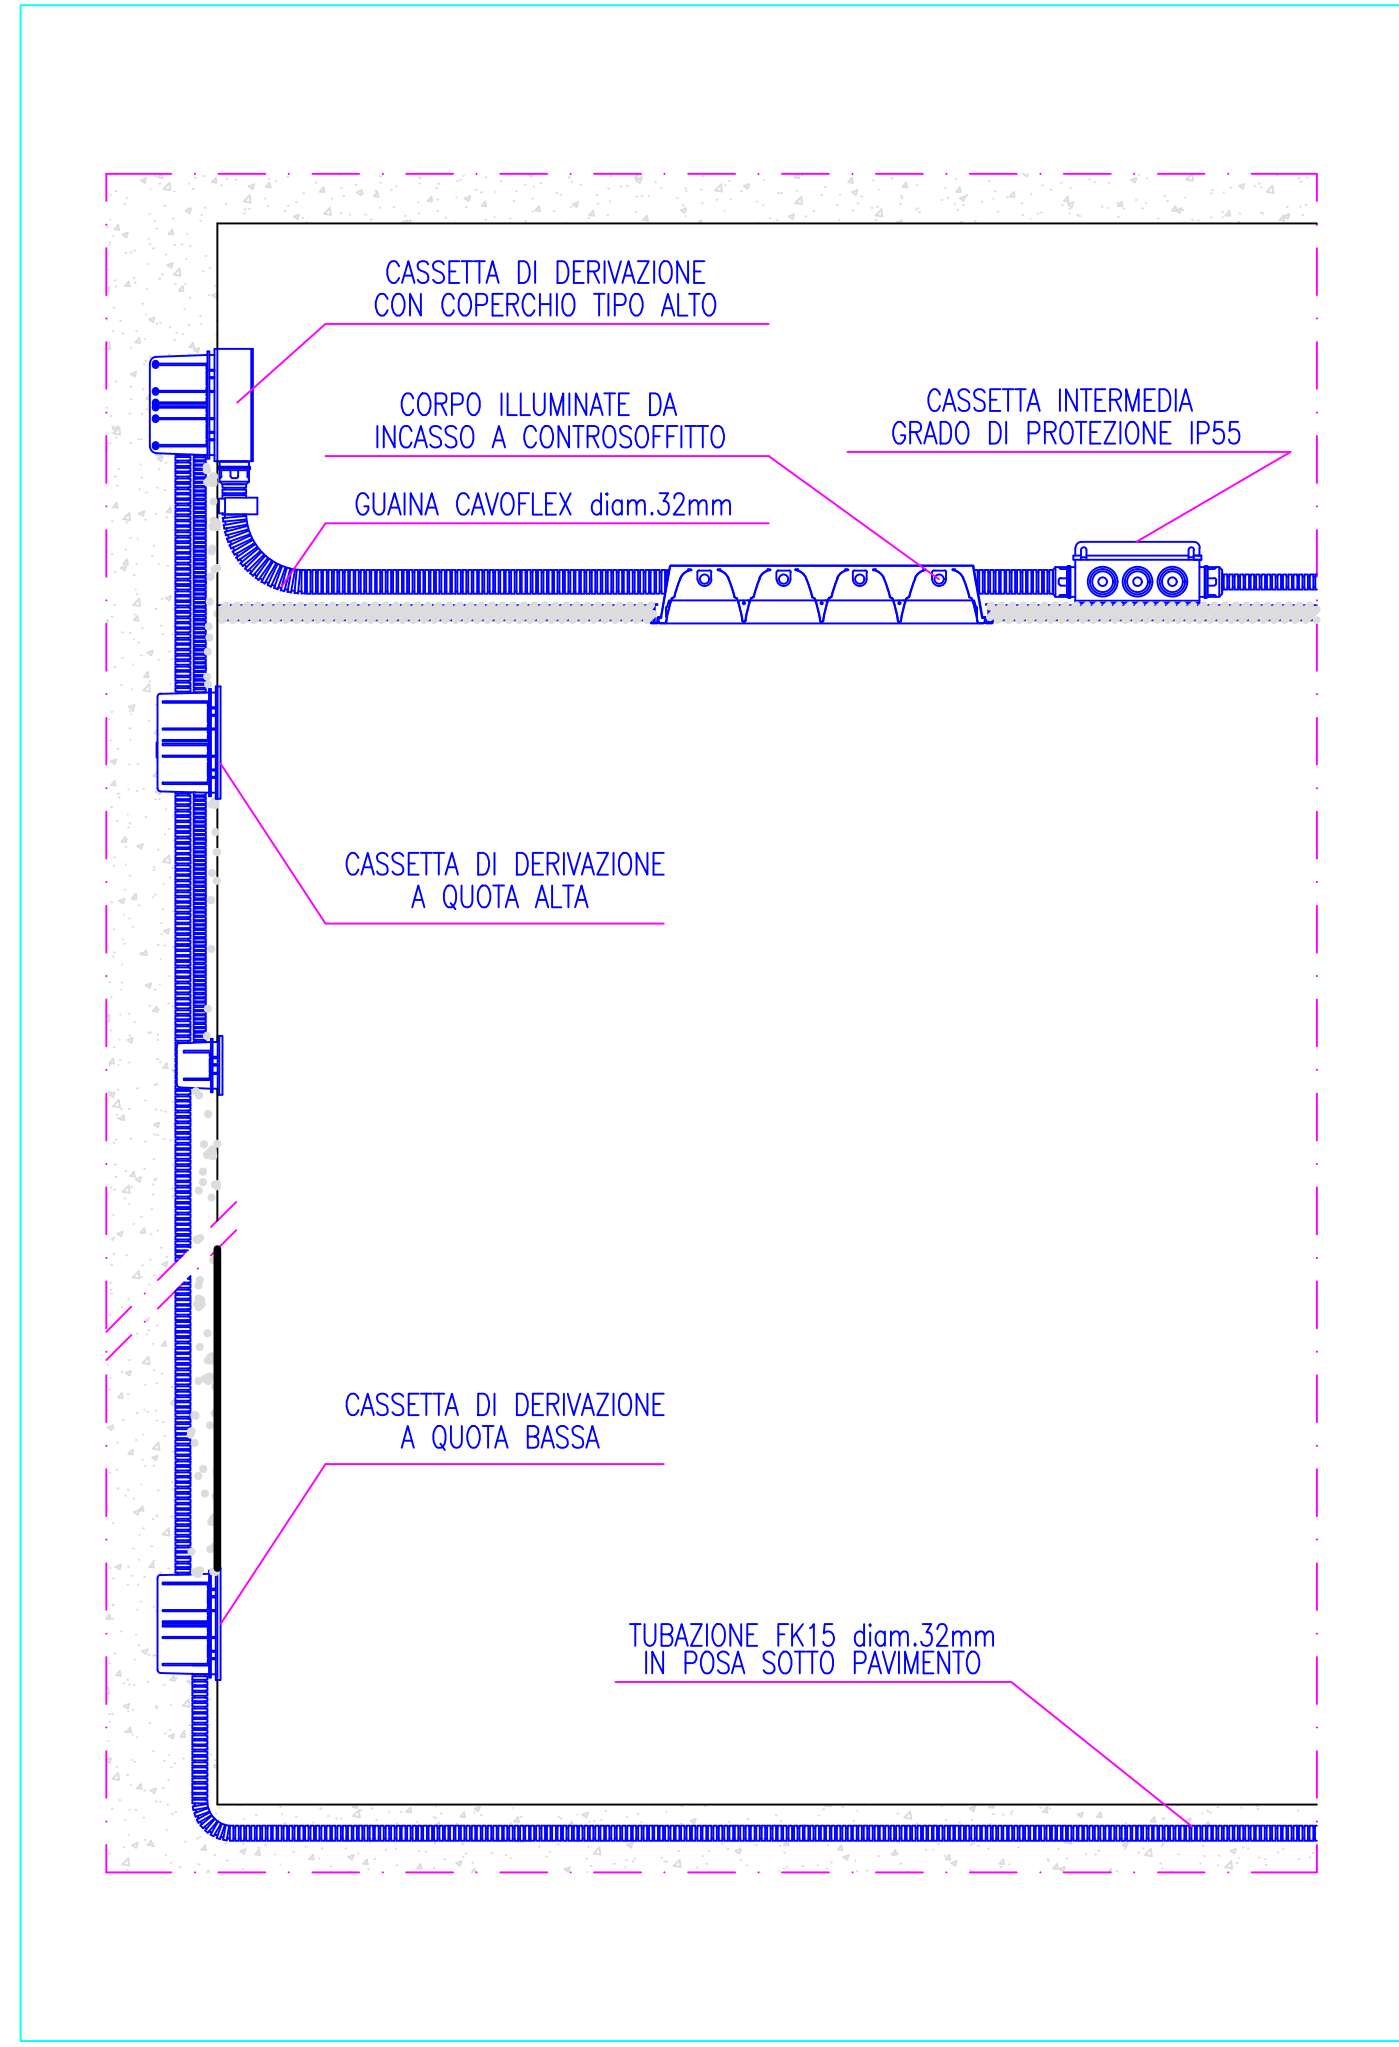 CASSETTA DI DERIVAZIONE
CON COPERCHIO TIPO ALTO
CORPO ILLUMINATE DA
INCASSO A CONTROSOFFITTO
CASSETTA INTERMEDIA
GRADO DI PROTEZIONE IP55
GUAINA CAVOFLEX diam.32mm
CASSETTA DI DERIVAZIONE
A QUOTA ALTA
CASSETTA DI DERIVAZIONE
A QUOTA BASSA
TUBAZIONE FK15 diam.32mm
IN POSA SOTTO PAVIMENTO